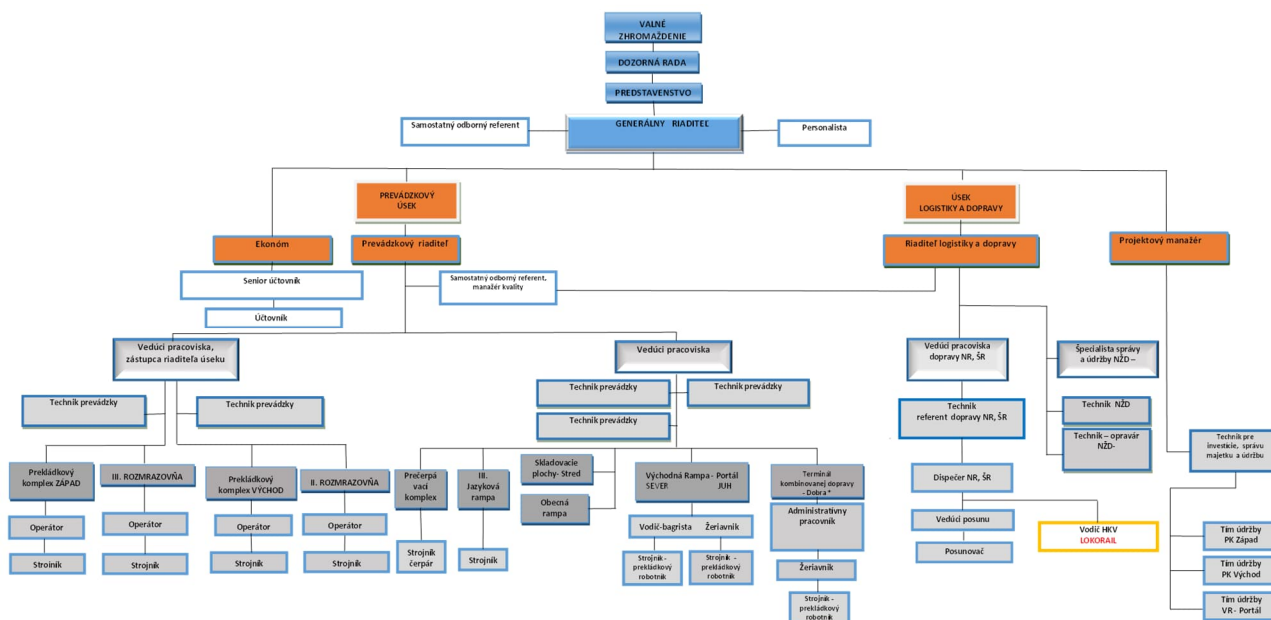 VALNÉ
ZHROMAŽDENIE
DOZORNÁ RADA
PREDSTAVENSTVO
Samostatný odborný referent
GENERÁLNY RIADITEĽ
Personalista
PREVÁDZKOVÝ
ÚSEK
ÚSEK
LOGISTIKY A DOPRAVY
Ekonóm
Prevádzkový riaditeľ
Riaditeľ logistiky a dopravy
Projektový manažér
Senior účtovník
Samostatný odborný referent,
manažér kvality
Účtovník
Vedúci pracoviska,
zástupca riaditeľa úseku
Vedúci pracoviska
Vedúci pracoviska
dopravy NR, ŠR
Špecialista správy
a údržby NŽD –
Technik prevádzky
Technik prevádzky
Technik prevádzky
Technik prevádzky
Technik prevádzky
Technik
referent dopravy NR, ŠR
Technik NŽD
Technik – opravár
NŽD-
Technik pre
investície, správu
majetku a údržbu
Prekládkový
komplex ZÁPAD
III. ROZMRAZOVŇA
Prekládkový
komplex VÝCHOD
II. ROZMRAZOVŇA
Prečerpá
vací
komplex
III.
Jazyková
rampa
Skladovacie
plochy- Stred
Obecná
rampa
Východná Rampa - Portál
SEVER JUH
Terminál
kombinovanej dopravy
- Dobra *
Administratívny
pracovník
Dispečer NR, ŠR
Operátor
Operátor
Operátor
Operátor
Vodič-bagrista
Žeriavnik
Vedúci posunu
Vodič HKV
LOKORAIL
Tím údržby
PK Západ
Strojník
Strojník
Strojník
Strojník
Strojník
čerpár
Strojník
Strojník -
prekládkový
robotník
Strojník -
prekládkový
robotník
Žeriavnik
Posunovač
Tím údržby
PK Východ
Strojník -
prekládkový
robotník
Tím údržby
VR- Portál